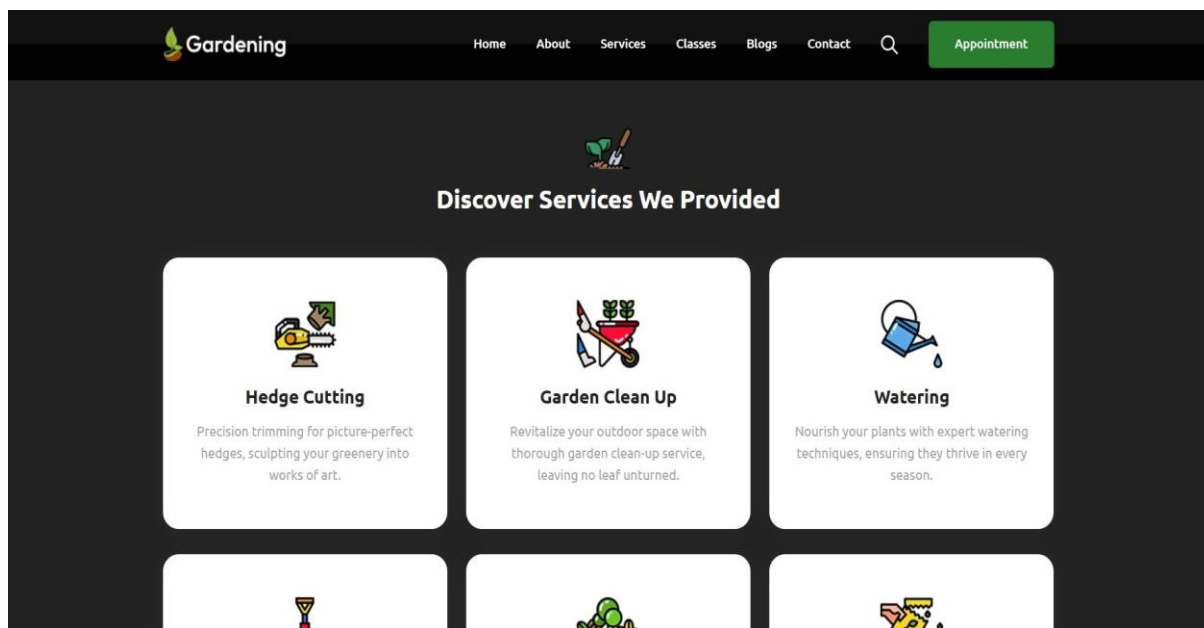 Gardening
Home About Services Classes Blogs Contact Appointment
Discover Services We Provided
Hedge Cutting
Precision trimming for picture-perfect
hedges, sculpting your greenery into
works of art.
Garden Clean Up
Revitalize your outdoor space with
thorough garden clean-up service,
leaving no leaf unturned.
Watering
Nourish your plants with expert watering
techniques, ensuring they thrive in every
season.